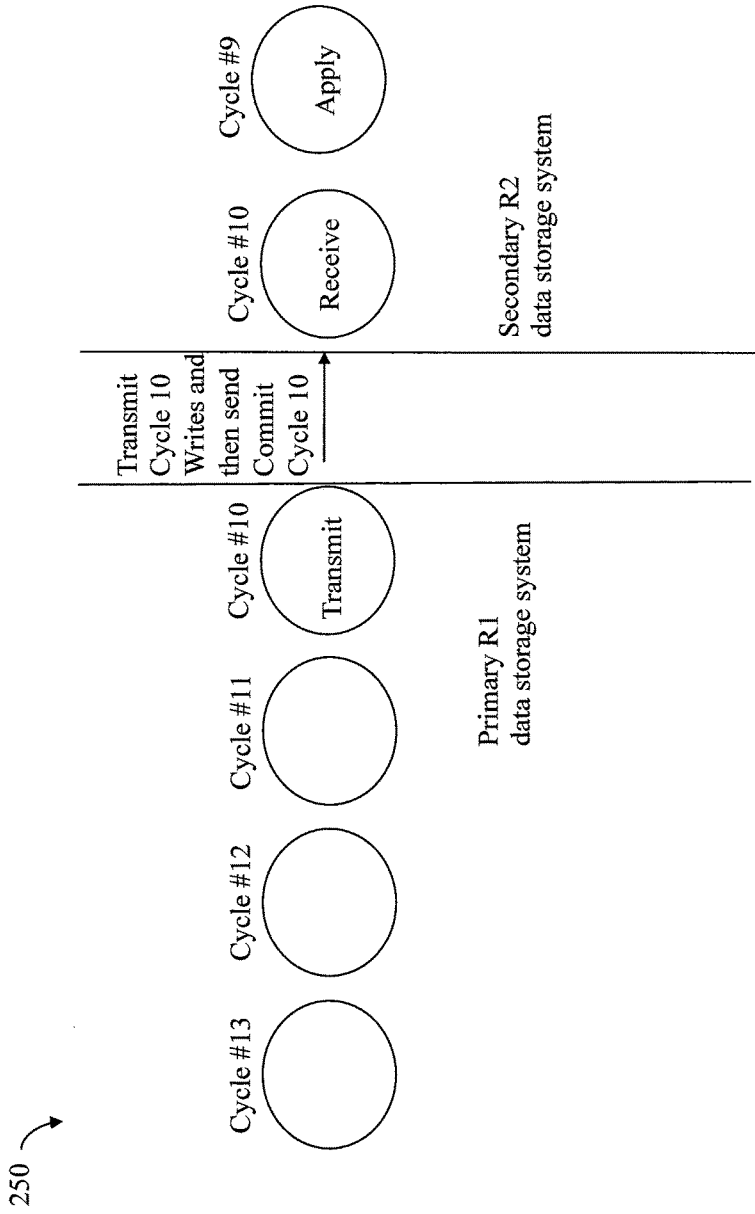 250
Cycle #13
Cycle #12
Cycle #11
Cycle #10
Transmit
Transmit
Cycle 10
Writes and
then send
Commit
Cycle 10
Cycle #10
Receive
Cycle #9
Apply
Primary R1
data storage system
Secondary R2
data storage system